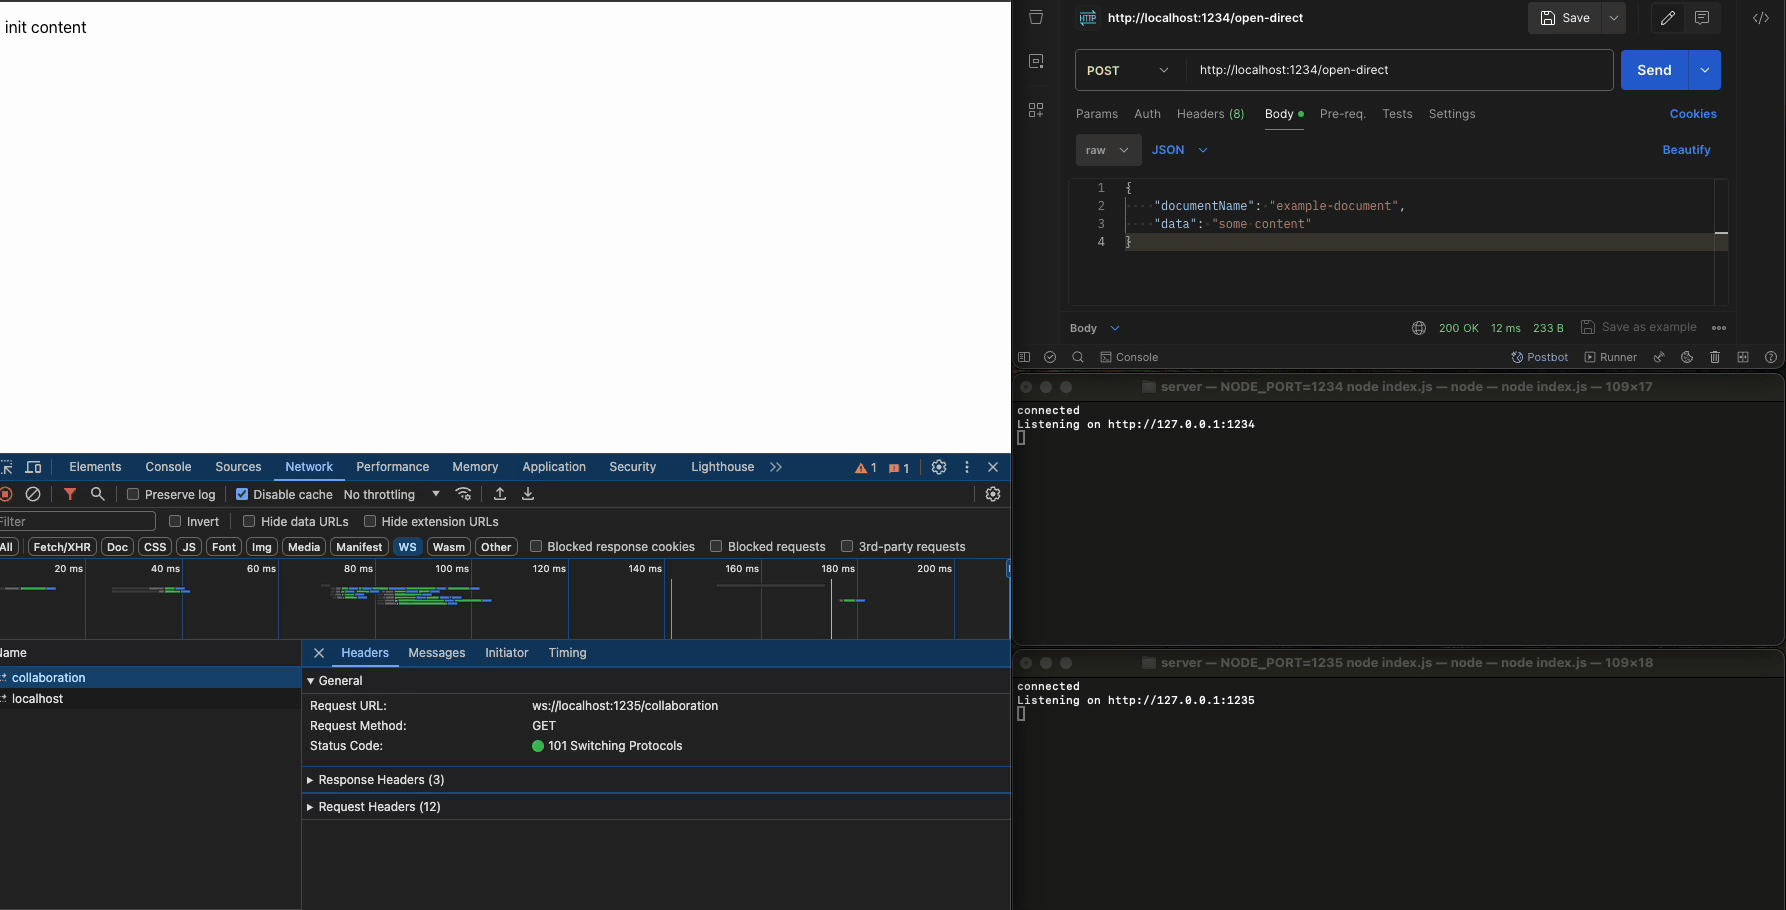 init content
Elements Console Sources Network Performance Memory Application Security Lighthouse 1 1
Preserve log Disable cache No throttling
Filter Invert Hide data URLs Hide extension URLs
All Fetch/XHR Doc CSS JS Font Img Media Manifest WS Wasm Other Blocked response cookies Blocked requests 3rd-party requests
20 ms 40 ms 60 ms 80 ms 100 ms 120 ms 140 ms 160 ms 180 ms 200 ms
Name
collaboration
localhost
Headers Messages Initiator Timing
General
Request URL: ws://localhost:1235/collaboration
Request Method: GET
Status Code: 101 Switching Protocols
Response Headers (3)
Request Headers (12)
HTTP http://localhost:1234/open-direct Save </>
POST http://localhost:1234/open-direct Send
Params Auth Headers (8) Body Pre-req. Tests Settings Cookies
raw JSON Beautify
1 {
2 "documentName": "example-document",
3 "data": "some content"
4 }
Body 200 OK 12 ms 233 B Save as example
Console Postbot Runner
server — NODE_PORT=1234 node index.js — node — node index.js — 109×17
connected
Listening on http://127.0.0.1:1234
server — NODE_PORT=1235 node index.js — node — node index.js — 109×18
connected
Listening on http://127.0.0.1:1235